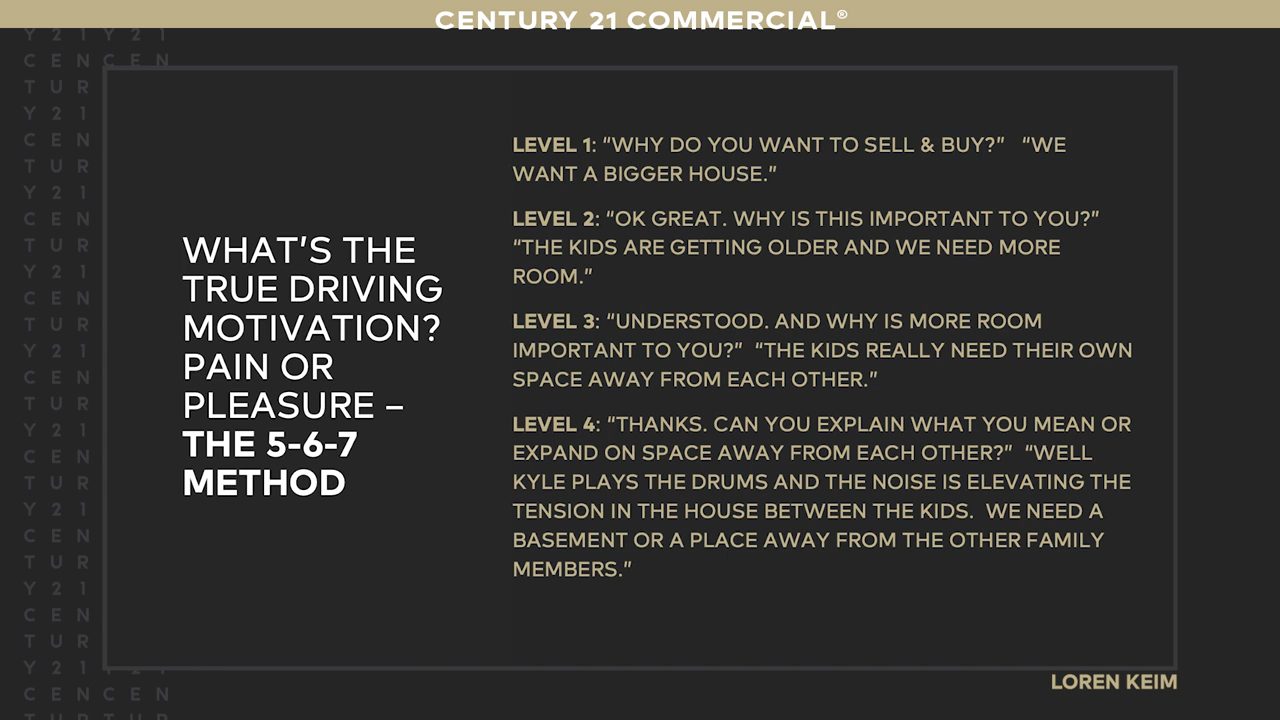 CENTURY 21 COMMERCIAL®
WHAT'S THE
TRUE DRIVING
MOTIVATION?
PAIN OR
PLEASURE –
THE 5-6-7
METHOD
LEVEL 1: “WHY DO YOU WANT TO SELL & BUY?”  “WE
WANT A BIGGER HOUSE.”
LEVEL 2: “OK GREAT. WHY IS THIS IMPORTANT TO YOU?”
“THE KIDS ARE GETTING OLDER AND WE NEED MORE
ROOM.”
LEVEL 3: “UNDERSTOOD. AND WHY IS MORE ROOM
IMPORTANT TO YOU?”  “THE KIDS REALLY NEED THEIR OWN
SPACE AWAY FROM EACH OTHER.”
LEVEL 4: “THANKS. CAN YOU EXPLAIN WHAT YOU MEAN OR
EXPAND ON SPACE AWAY FROM EACH OTHER?”  “WELL
KYLE PLAYS THE DRUMS AND THE NOISE IS ELEVATING THE
TENSION IN THE HOUSE BETWEEN THE KIDS.  WE NEED A
BASEMENT OR A PLACE AWAY FROM THE OTHER FAMILY
MEMBERS.”
LOREN KEIM